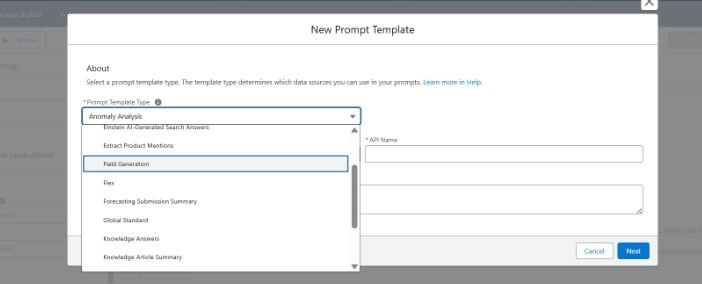 Prompt Builder
New Prompt Template
About
Select a prompt template type. The template type determines which data sources you can use in your prompts. Learn more in Help.
*Prompt Template Type
Anomaly Analysis
Einstein AI-Generated Search Answers
*API Name
Extract Product Mentions
Field Generation
Flex
Forecasting Submission Summary
Global Standard
Knowledge Answers
Knowledge Article Summary
Cancel
Next